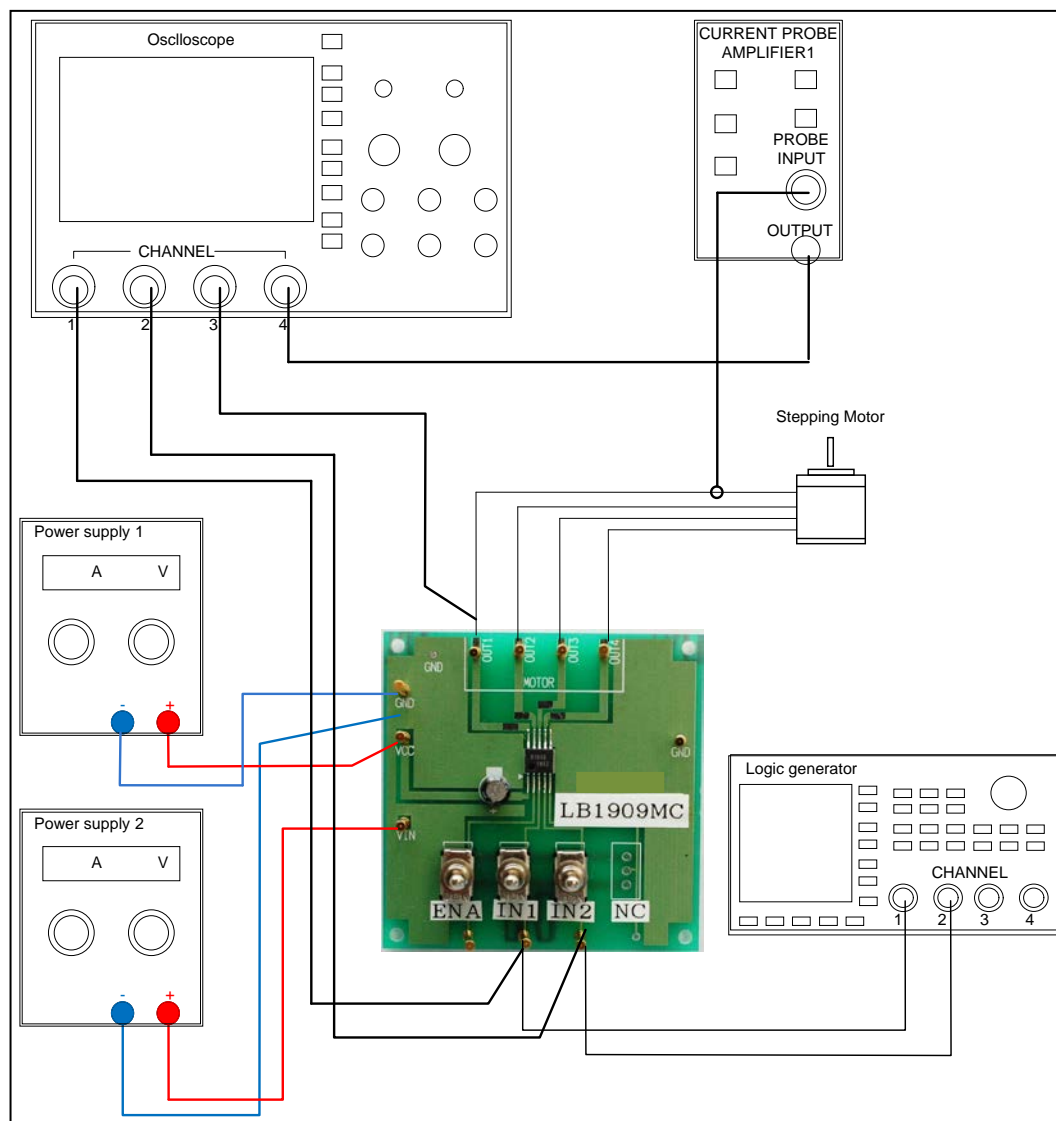 Osclloscope
CHANNEL
1 2 3 4
CURRENT PROBE
AMPLIFIER1
PROBE
INPUT
OUTPUT
Stepping Motor
Power supply 1
A V
- +
Power supply 2
A V
- +
OUT1 OUT2 OUT3 OUT4
MOTOR
GND
GND
VCC
VIN
GND
LB1909MC
ENA IN1 IN2 NC
Logic generator
CHANNEL
1 2 3 4